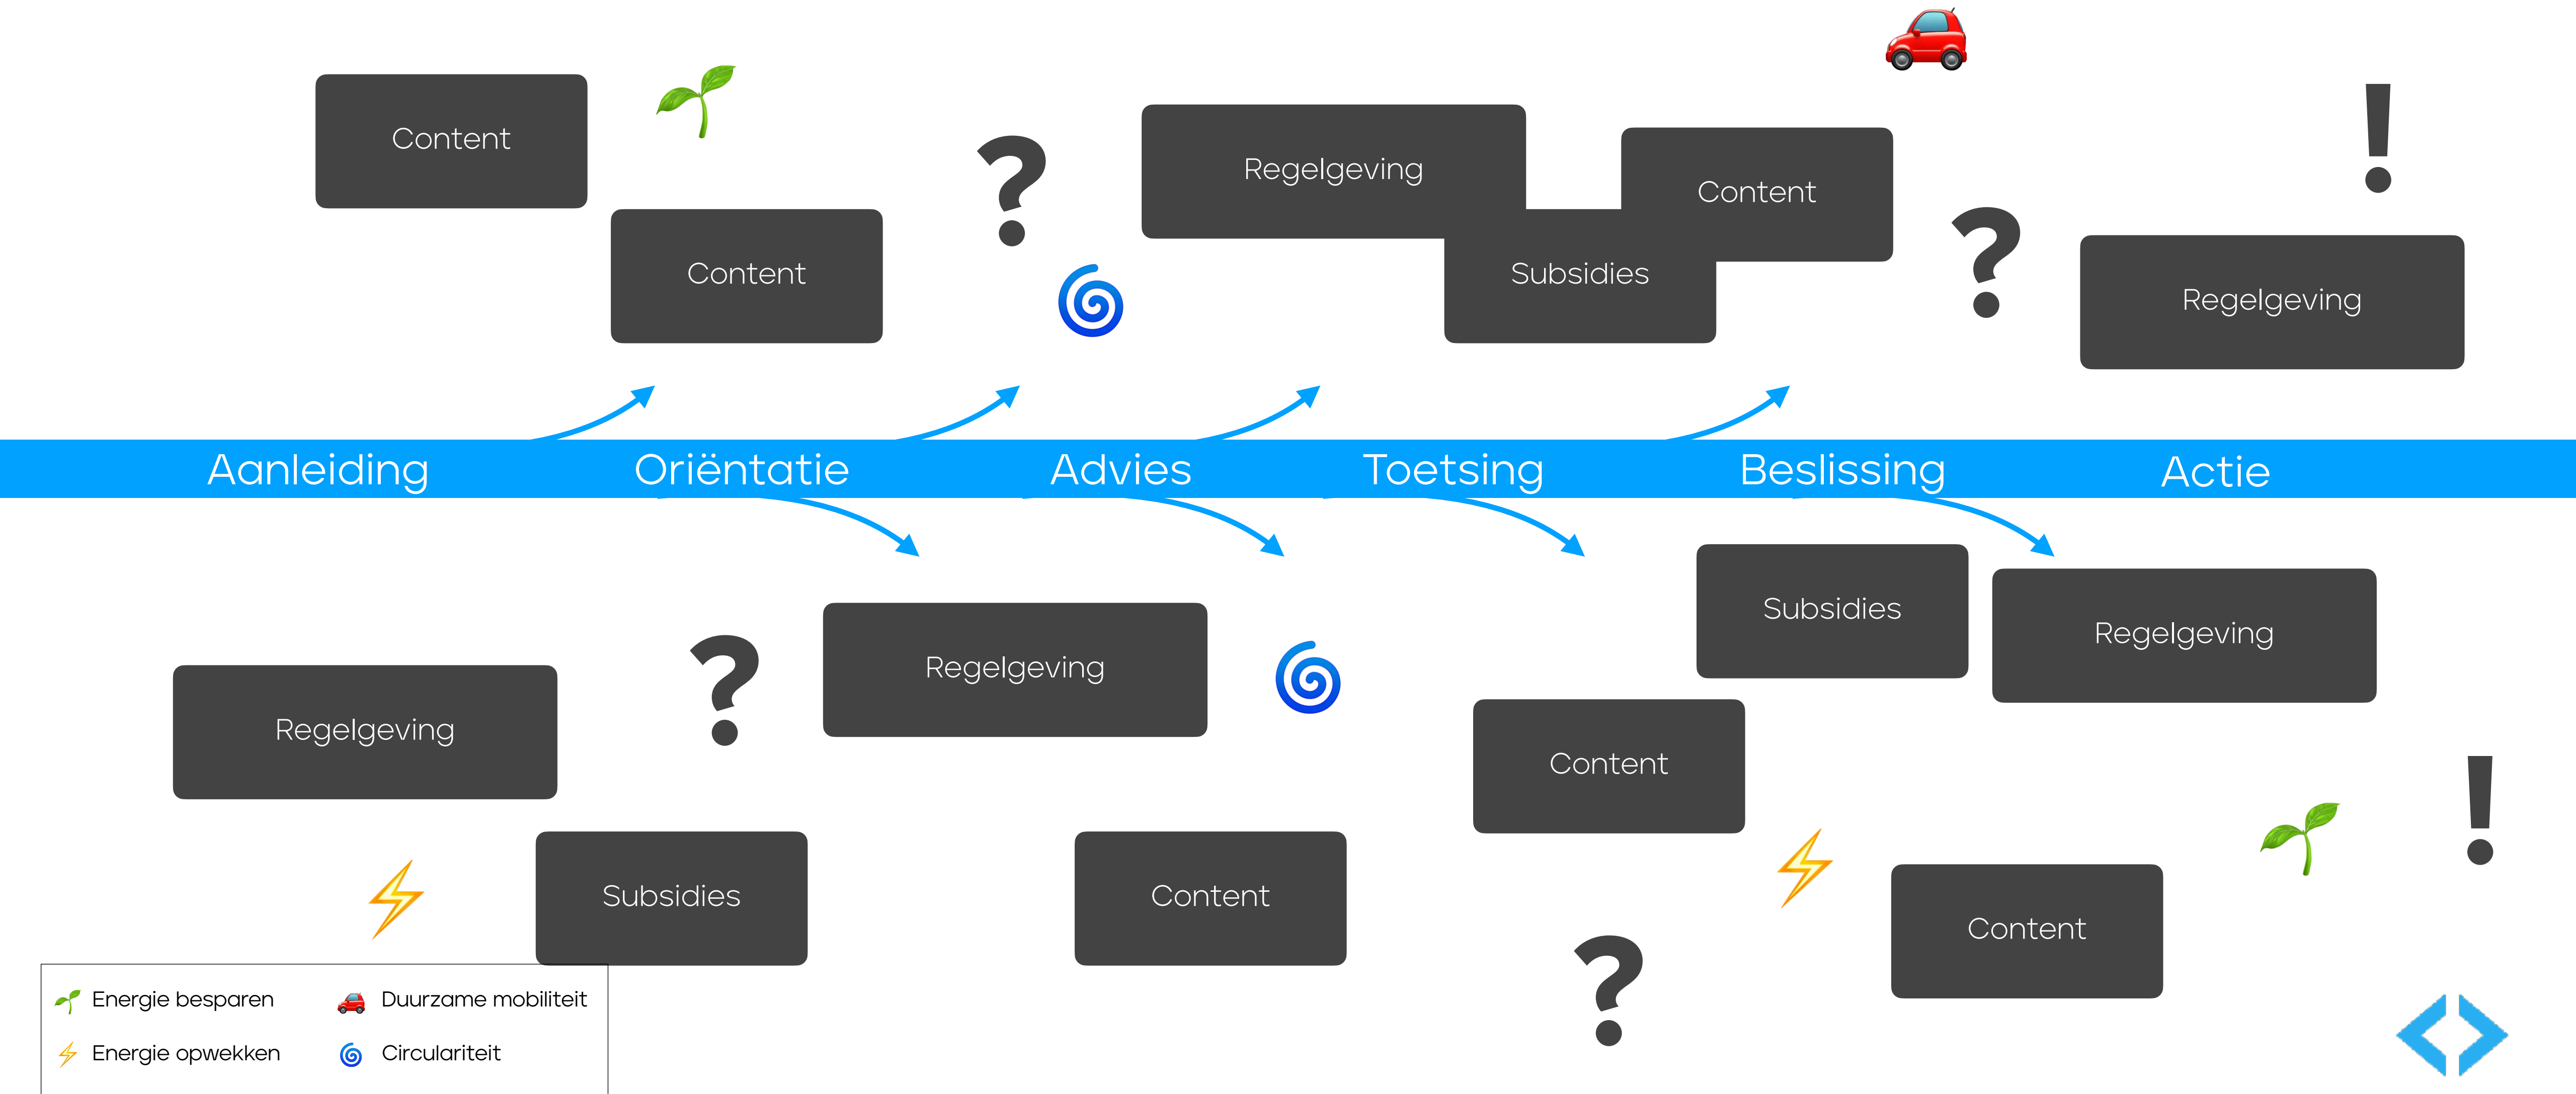 Content
Content
?
Regelgeving
Subsidies
Content
?
Regelgeving
!
Aanleiding
Oriëntatie
Advies
Toetsing
Beslissing
Actie
Regelgeving
?
Subsidies
Regelgeving
Content
Content
?
Subsidies
Regelgeving
Content
!
Energie besparen
Duurzame mobiliteit
Energie opwekken
Circulariteit